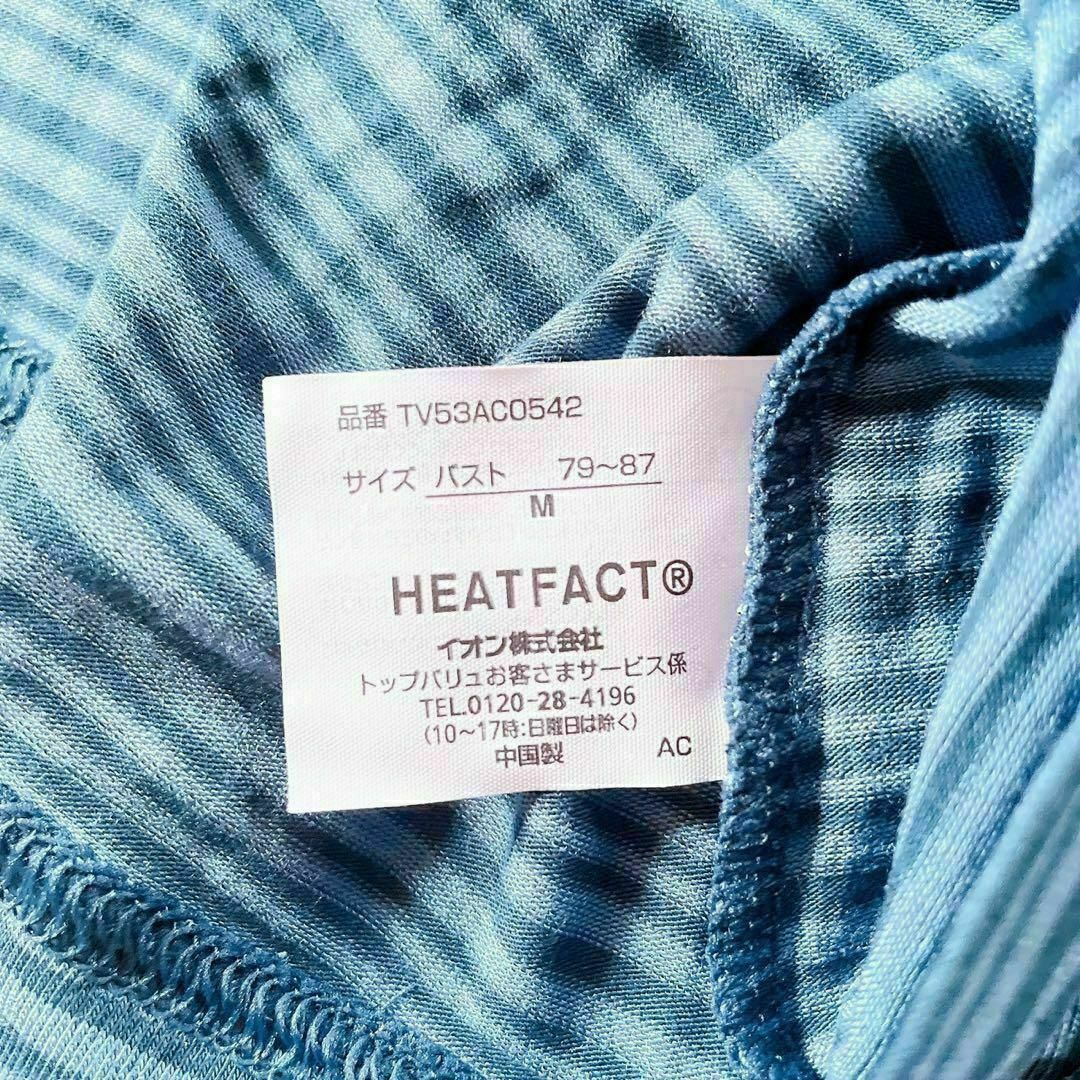 品番 TV53AC0542
サイズ バスト 79~87
M
HEATFACT®
イオン株式会社
トップバリュお客さまサービス係
TEL.0120-28-4196
(10~17時:日曜日は除く)
中国製 AC